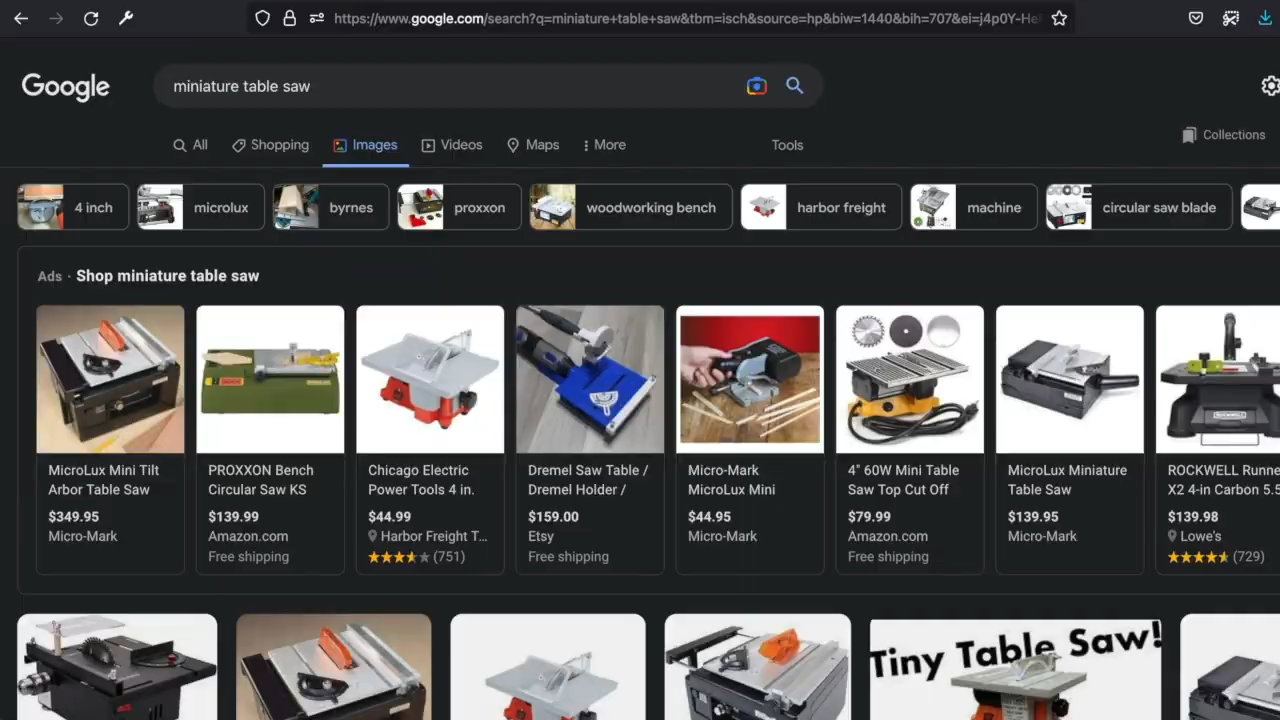 https://www.google.com/search?q=miniature+table+saw&tbm=isch&source=hp&biw=1440&bih=707&ei=j4p0Y-He
Google
miniature table saw
All
Shopping
Images
Videos
Maps
More
Tools
Collections
4 inch
microlux
byrnes
proxxon
woodworking bench
harbor freight
machine
circular saw blade
Ads · Shop miniature table saw
MicroLux Mini Tilt
Arbor Table Saw
$349.95
Micro-Mark
PROXXON Bench
Circular Saw KS
$139.99
Amazon.com
Free shipping
Chicago Electric
Power Tools 4 in.
$44.99
Harbor Freight T...
(751)
Dremel Saw Table /
Dremel Holder /
$159.00
Etsy
Free shipping
Micro-Mark
MicroLux Mini
$44.95
Micro-Mark
4" 60W Mini Table
Saw Top Cut Off
$79.99
Amazon.com
Free shipping
MicroLux Miniature
Table Saw
$139.95
Micro-Mark
ROCKWELL Runne
X2 4-in Carbon 5.5
$139.98
Lowe's
(729)
Tiny Table Saw!